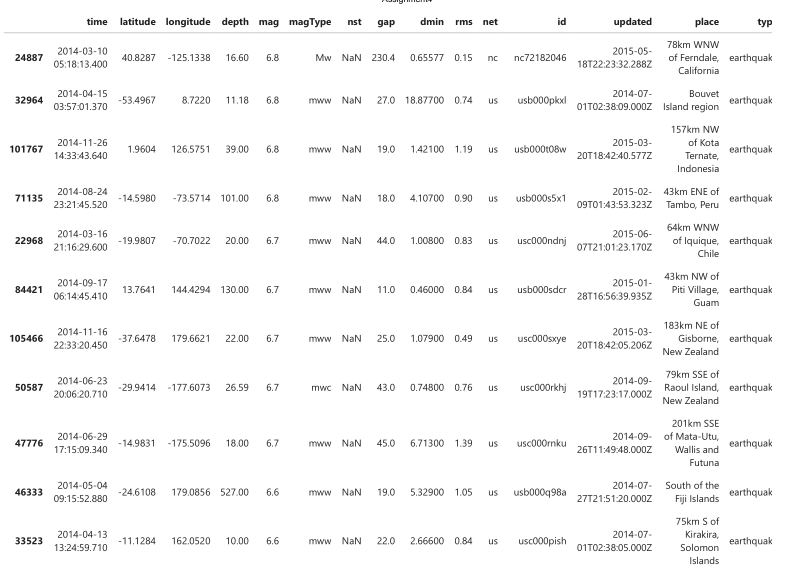 Assignment4
time latitude longitude depth mag magType nst gap dmin rms net id updated place typ
24887 2014-03-10 05:18:13.400 40.8287 -125.1338 16.60 6.8 Mw NaN 230.4 0.65577 0.15 nc nc72182046 2015-05-18T22:23:32.288Z 78km WNW of Ferndale, California earthquak
32964 2014-04-15 03:57:01.370 -53.4967 8.7220 11.18 6.8 mww NaN 27.0 18.87700 0.74 us usb000pkxl 2014-07-01T02:38:09.000Z Bouvet Island region earthquak
101767 2014-11-26 14:33:43.640 1.9604 126.5751 39.00 6.8 mww NaN 19.0 1.42100 1.19 us usb000t08w 2015-03-20T18:42:40.577Z 157km NW of Kota Ternate, Indonesia earthquak
71135 2014-08-24 23:21:45.520 -14.5980 -73.5714 101.00 6.8 mww NaN 18.0 4.10700 0.90 us usb000s5x1 2015-02-09T01:43:53.323Z 43km ENE of Tambo, Peru earthquak
22968 2014-03-16 21:16:29.600 -19.9807 -70.7022 20.00 6.7 mww NaN 44.0 1.00800 0.83 us usc000ndnj 2015-06-07T21:01:23.170Z 64km WNW of Iquique, Chile earthquak
84421 2014-09-17 06:14:45.410 13.7641 144.4294 130.00 6.7 mww NaN 11.0 0.46000 0.84 us usb000sdcr 2015-01-28T16:56:39.935Z 43km NW of Piti Village, Guam earthquak
105466 2014-11-16 22:33:20.450 -37.6478 179.6621 22.00 6.7 mww NaN 25.0 1.07900 0.49 us usc000sxye 2015-03-20T18:42:05.206Z 183km NE of Gisborne, New Zealand earthquak
50587 2014-06-23 20:06:20.710 -29.9414 -177.6073 26.59 6.7 mwc NaN 43.0 0.74800 0.76 us usc000rkhj 2014-09-19T17:23:17.000Z 79km SSE of Raoul Island, New Zealand earthquak
47776 2014-06-29 17:15:09.340 -14.9831 -175.5096 18.00 6.7 mww NaN 45.0 6.71300 1.39 us usc000rnku 2014-09-26T11:49:48.000Z 201km SSE of Mata-Utu, Wallis and Futuna earthquak
46333 2014-05-04 09:15:52.880 -24.6108 179.0856 527.00 6.6 mww NaN 19.0 5.32900 1.05 us usb000q98a 2014-07-27T21:51:20.000Z South of the Fiji Islands earthquak
33523 2014-04-13 13:24:59.710 -11.1284 162.0520 10.00 6.6 mww NaN 22.0 2.66600 0.84 us usc000pish 2014-07-01T02:38:05.000Z 75km S of Kirakira, Solomon Islands earthquak